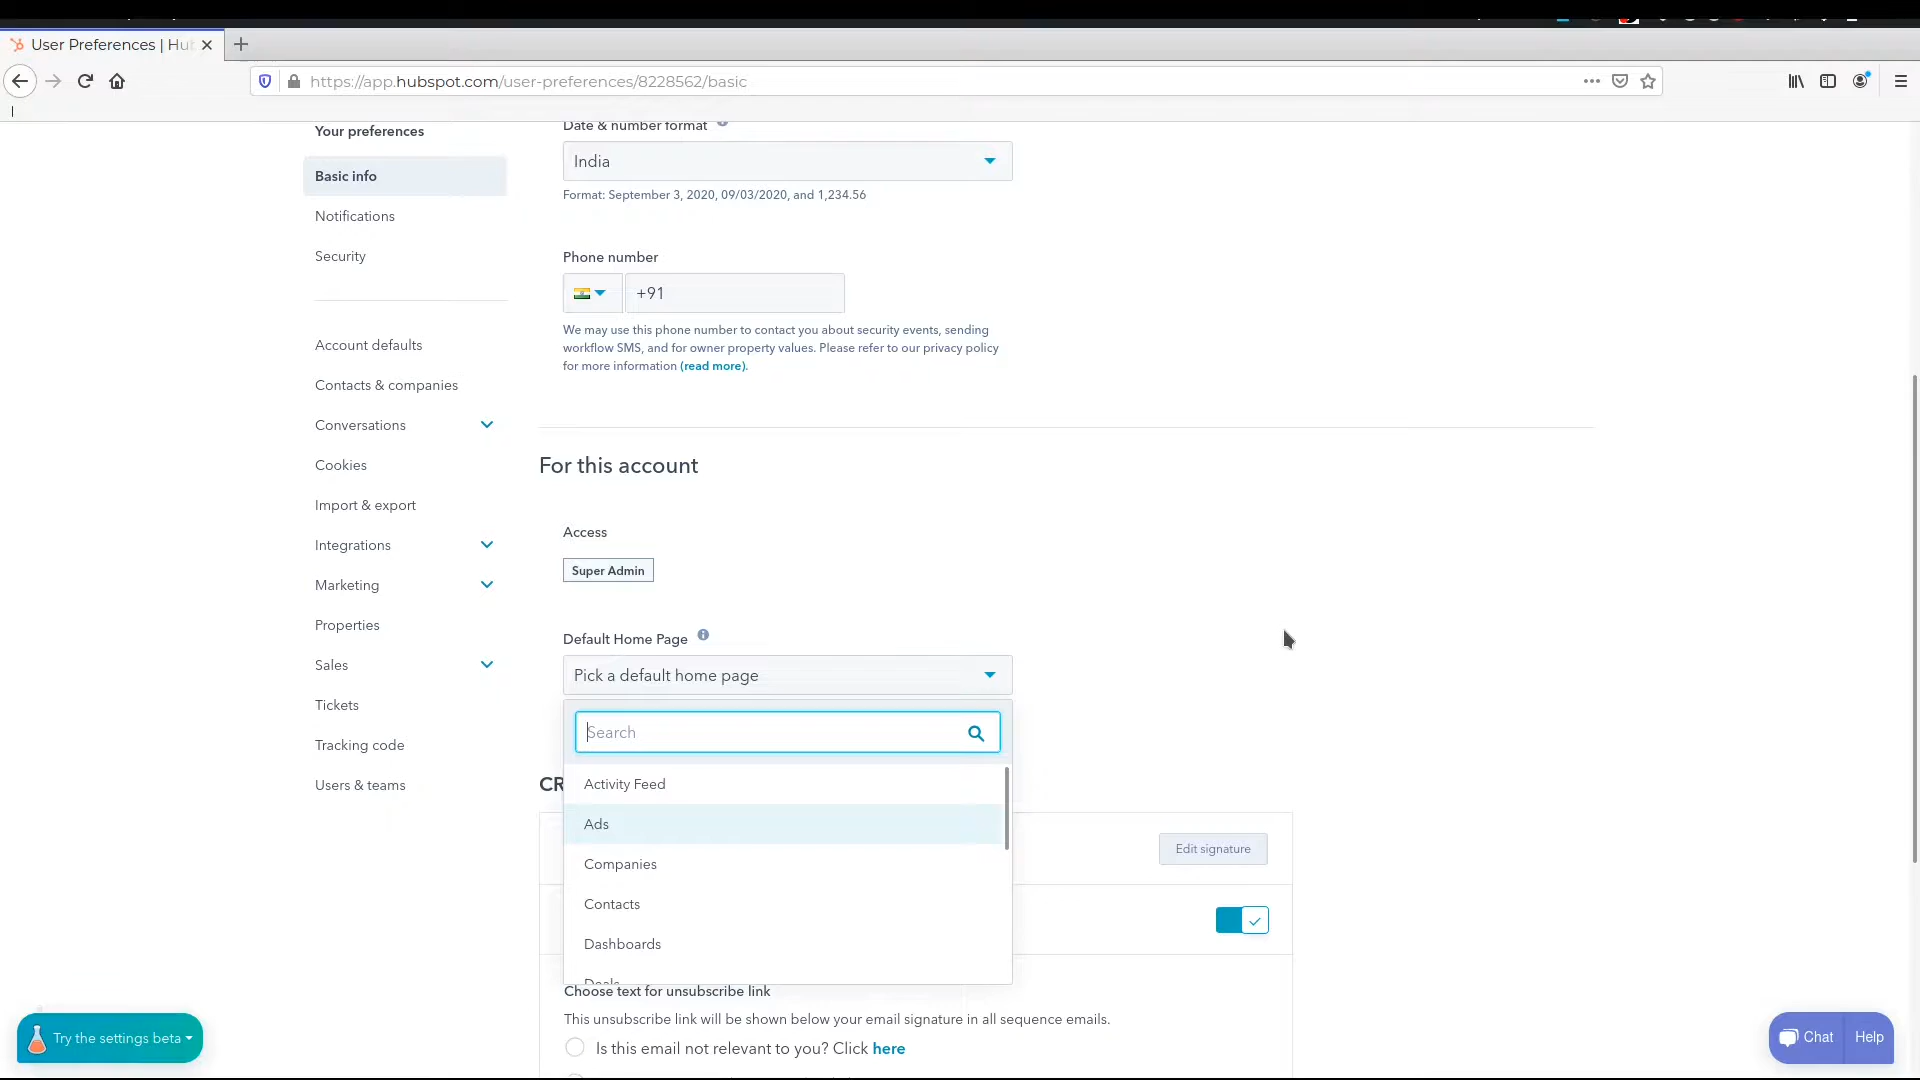 User Preferences | Hu
https://app.hubspot.com/user-preferences/8228562/basic
Your preferences
Basic info
Notifications
Security
Account defaults
Contacts & companies
Conversations
Cookies
Import & export
Integrations
Marketing
Properties
Sales
Tickets
Tracking code
Users & teams
Date & number format
India
Format: September 3, 2020, 09/03/2020, and 1,234.56
Phone number
+91
We may use this phone number to contact you about security events, sending
workflow SMS, and for owner property values. Please refer to our privacy policy
for more information (read more).
For this account
Access
Super Admin
Default Home Page
Pick a default home page
Search
Activity Feed
Ads
Companies
Contacts
Dashboards
Deals
CR
Edit signature
Choose text for unsubscribe link
This unsubscribe link will be shown below your email signature in all sequence emails.
Is this email not relevant to you? Click here
Try the settings beta
Chat
Help